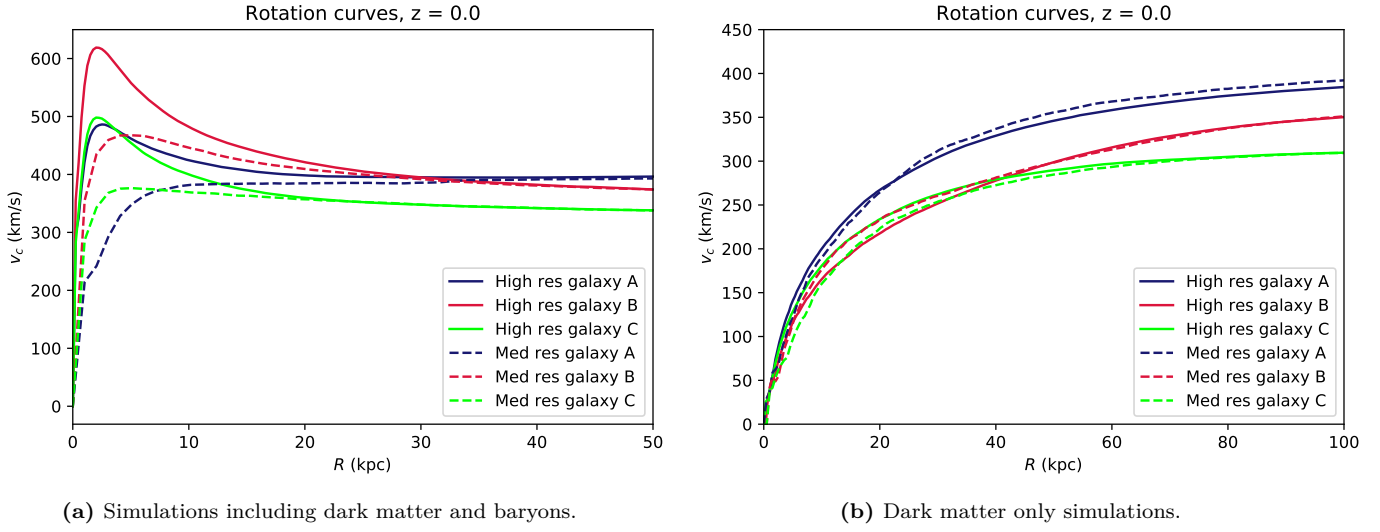 Rotation curves, z = 0.0
600
500
400
300
200
100
0
v_c (km/s)
0 10 20 30 40 50
R (kpc)
High res galaxy A
High res galaxy B
High res galaxy C
Med res galaxy A
Med res galaxy B
Med res galaxy C
(a) Simulations including dark matter and baryons.
Rotation curves, z = 0.0
450
400
350
300
250
200
150
100
50
0
v_c (km/s)
0 20 40 60 80 100
R (kpc)
High res galaxy A
High res galaxy B
High res galaxy C
Med res galaxy A
Med res galaxy B
Med res galaxy C
(b) Dark matter only simulations.